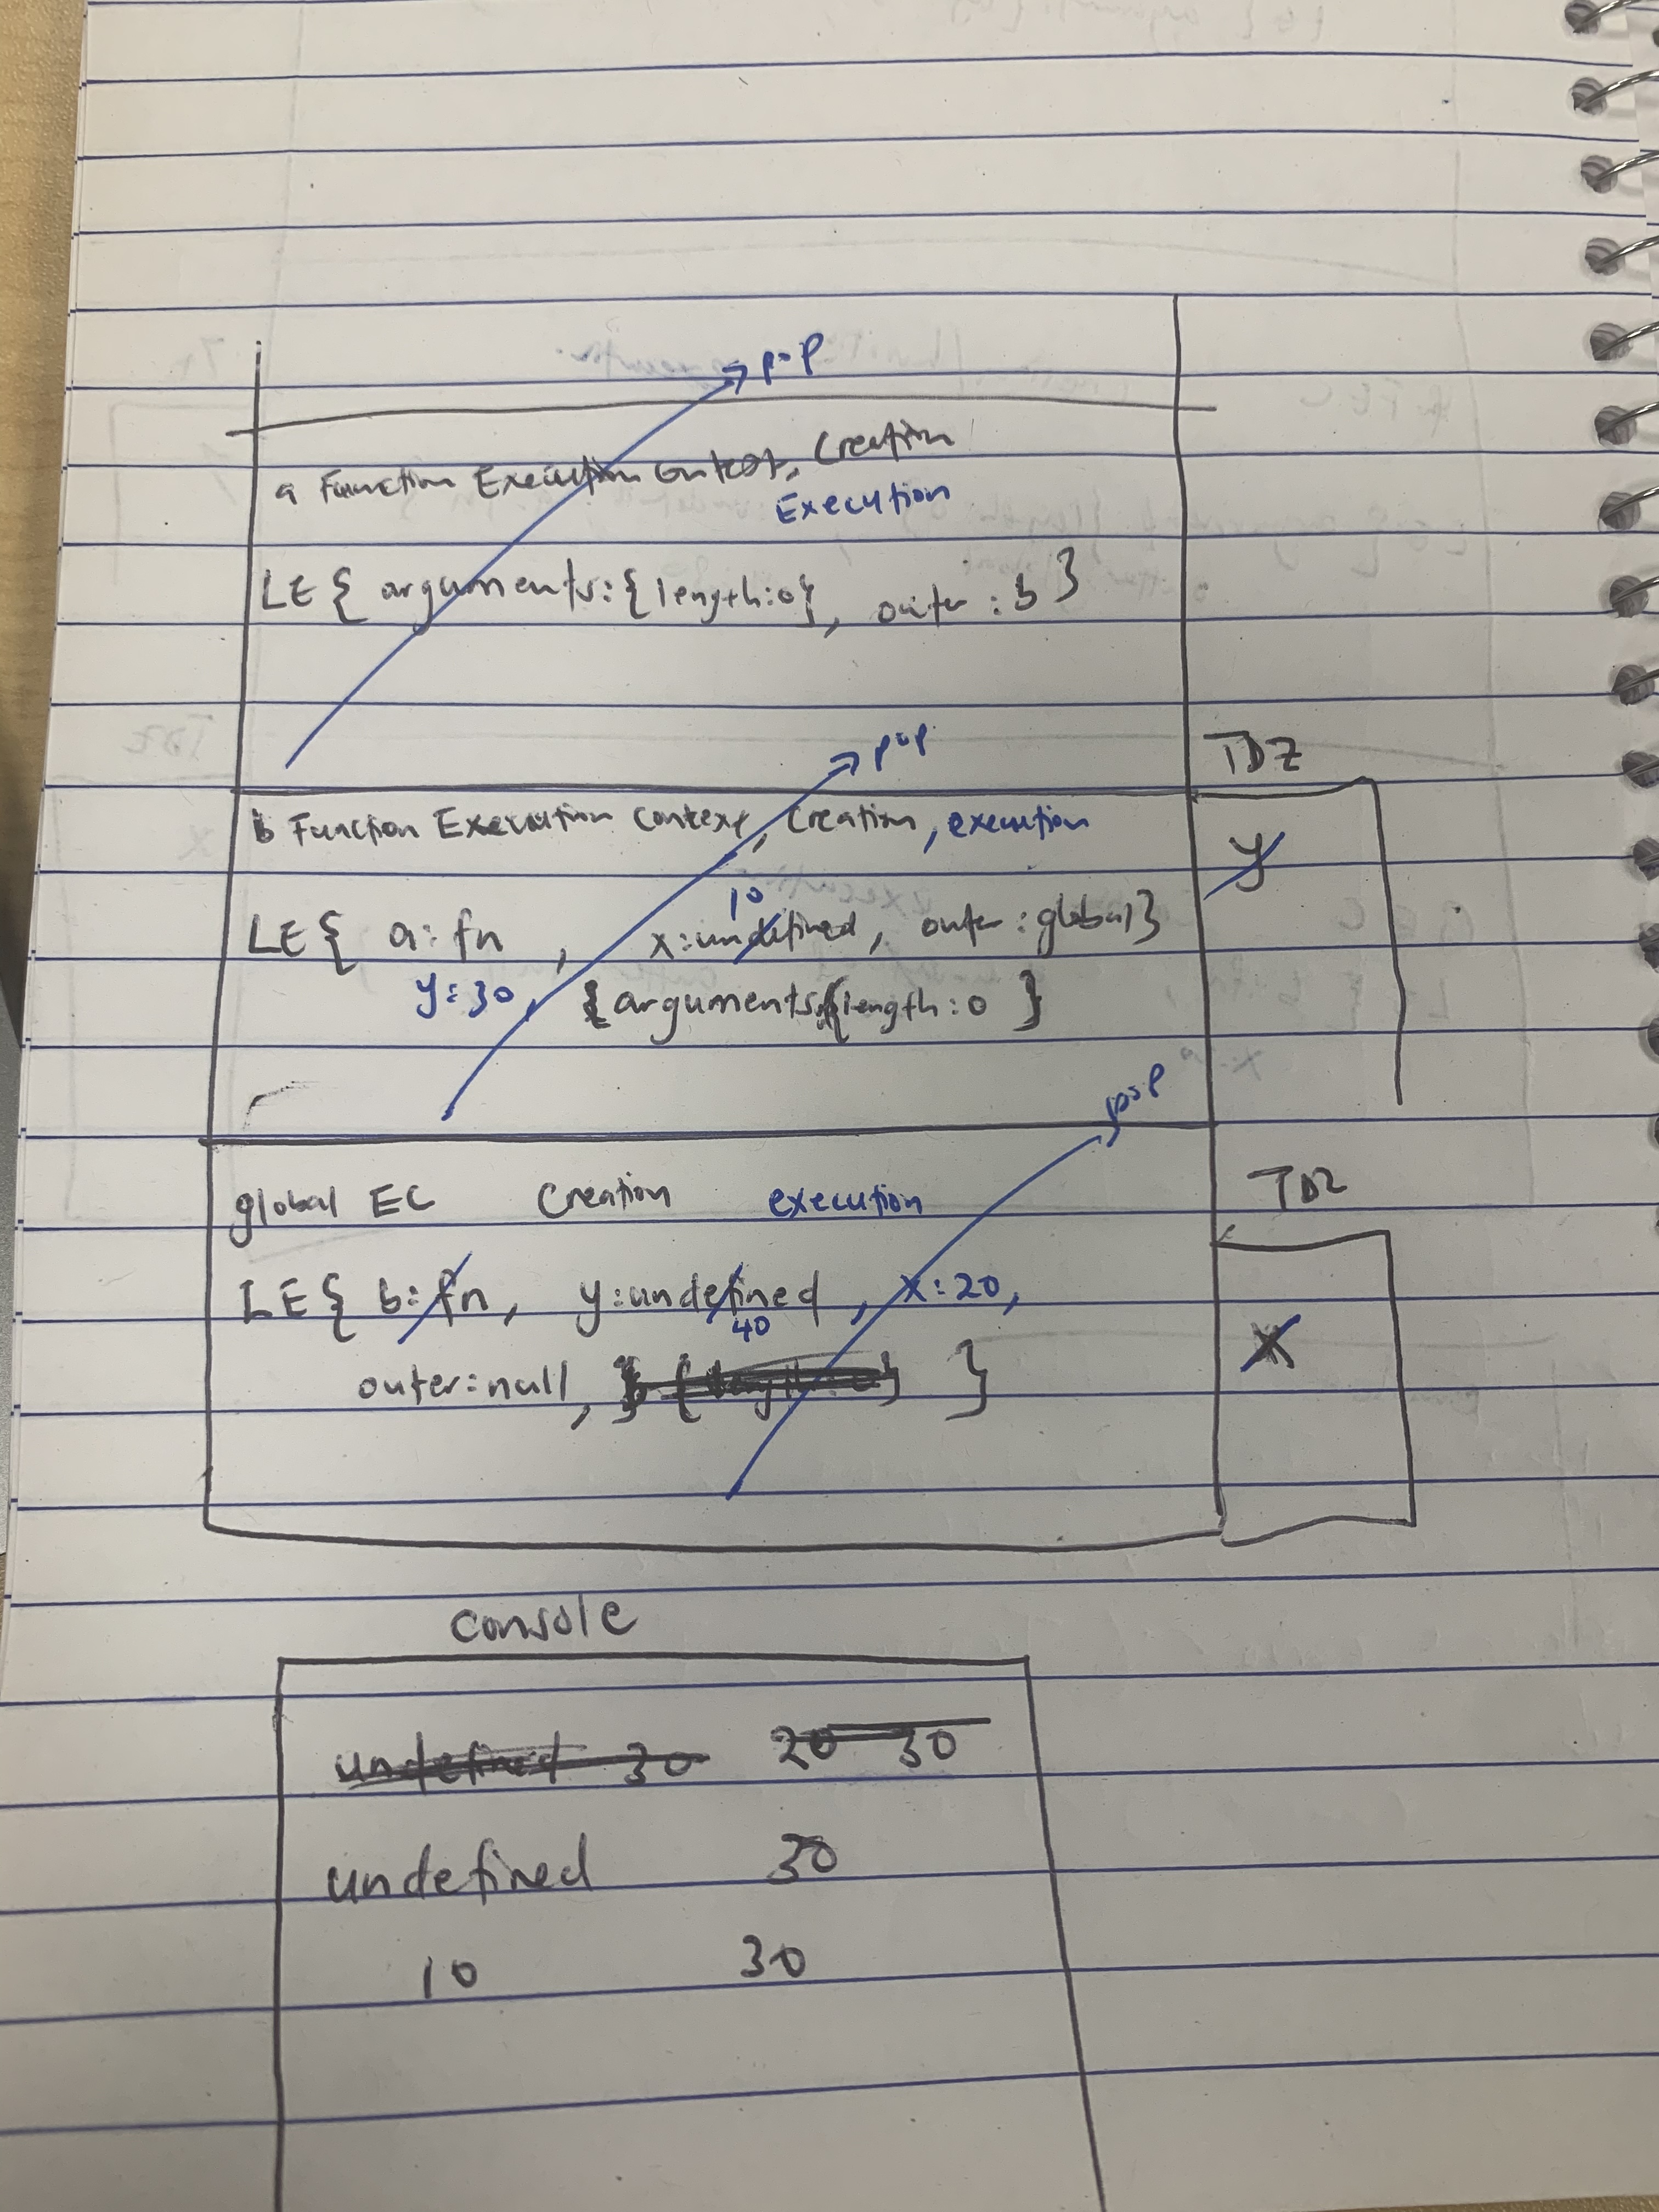 pop
a Function Execution Context, Creation
Execution
LE{ arguments:{length:0}, outer : b }
pop
TDZ
b Function Execution Context, Creation, execution
y
10
LE{ a: fn , x:undefined, outer : global}
y:30, {arguments{length:0 }
pop
TDZ
global EC Creation execution
LE{ b: fn, y:undefined , x:20,
40
x
outer:null, }
console
undefined 30 20 30
undefined 30
10 30